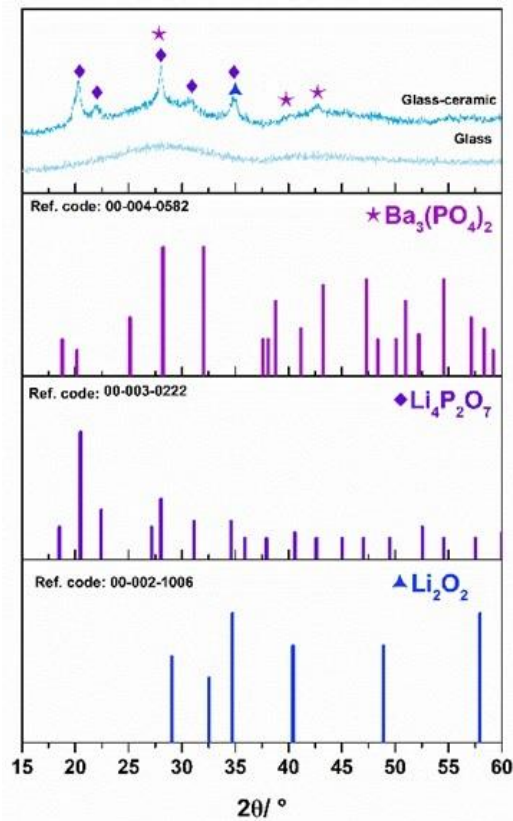 Glass-ceramic
Glass
Ref. code: 00-004-0582
★Ba₃(PO₄)₂
Ref. code: 00-003-0222
◆Li₄P₂O₇
Ref. code: 00-002-1006
▲Li₂O₂
15 20 25 30 35 40 45 50 55 60
2θ/ °